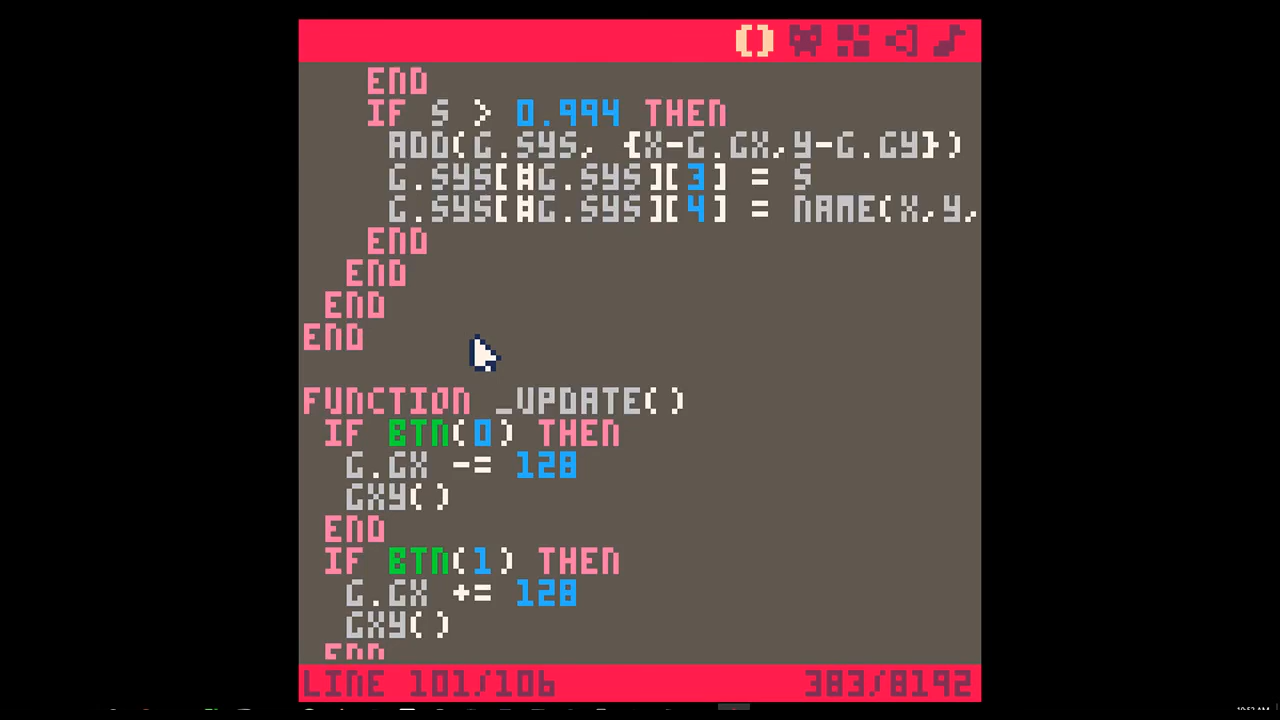 END
IF S > 0.994 THEN
ADD(G.SYS, {X-G.GX,Y-G.GY})
G.SYS[#G.SYS][3] = S
G.SYS[#G.SYS][4] = NAME(X,Y,
END
END
END
END
FUNCTION _UPDATE()
IF BTN(0) THEN
G.GX -= 128
GXY()
END
IF BTN(1) THEN
G.GX += 128
GXY()
END
LINE 101/106
383/8192